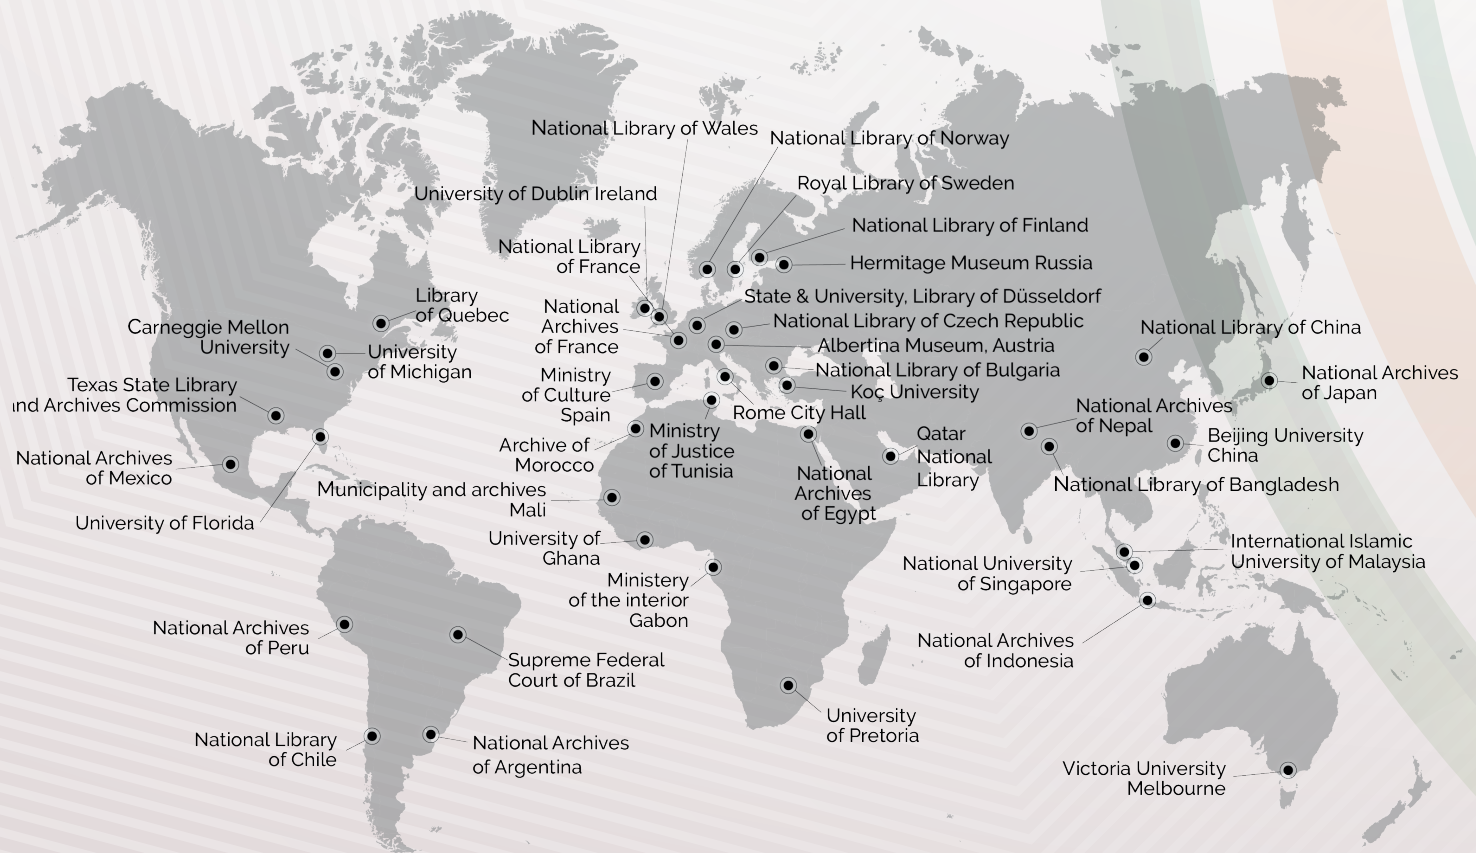 National Library of Wales
National Library of Norway
Royal Library of Sweden
University of Dublin Ireland
National Library of Finland
National Library
of France
Hermitage Museum Russia
Library
of Quebec
National
Archives
of France
State & University, Library of Düsseldorf
National Library of Czech Republic
Albertina Museum, Austria
National Library of Bulgaria
Koç University
Carneggie Mellon
University
University
of Michigan
National Library of China
Texas State Library
nd Archives Commission
Ministry
of Culture
Spain
Rome City Hall
National Archives
of Japan
National Archives
of Nepal
Archive of
Morocco
Ministry
of Justice
of Tunisia
Qatar
National
Library
Beijing University
China
National Archives
of Mexico
National
Archives
of Egypt
National Library of Bangladesh
Municipality and archives
Mali
University of Florida
University of
Ghana
International Islamic
University of Malaysia
National University
of Singapore
Ministery
of the interior
Gabon
National Archives
of Peru
National Archives
of Indonesia
Supreme Federal
Court of Brazil
University
of Pretoria
National Library
of Chile
National Archives
of Argentina
Victoria University
Melbourne